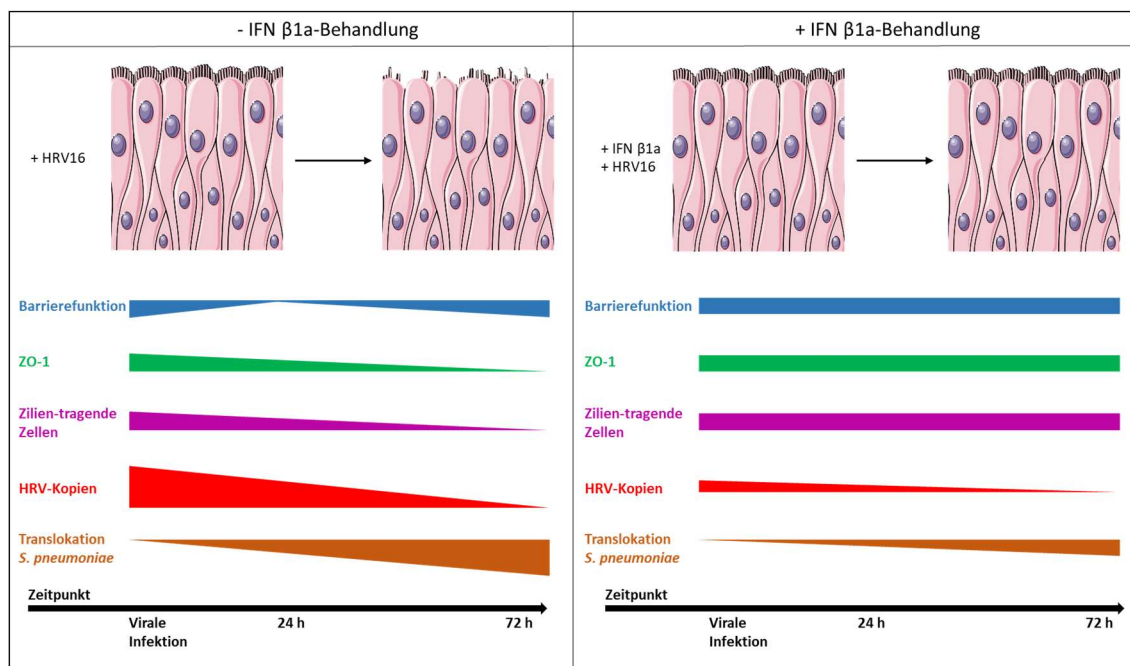 - IFN β1a-Behandlung
+ HRV16
Barrierefunktion
ZO-1
Zilien-tragende
Zellen
HRV-Kopien
Translokation
S. pneumoniae
Zeitpunkt
Virale
Infektion
24 h
72 h
+ IFN β1a-Behandlung
+ IFN β1a
+ HRV16
Barrierefunktion
ZO-1
Zilien-tragende
Zellen
HRV-Kopien
Translokation
S. pneumoniae
Zeitpunkt
Virale
Infektion
24 h
72 h